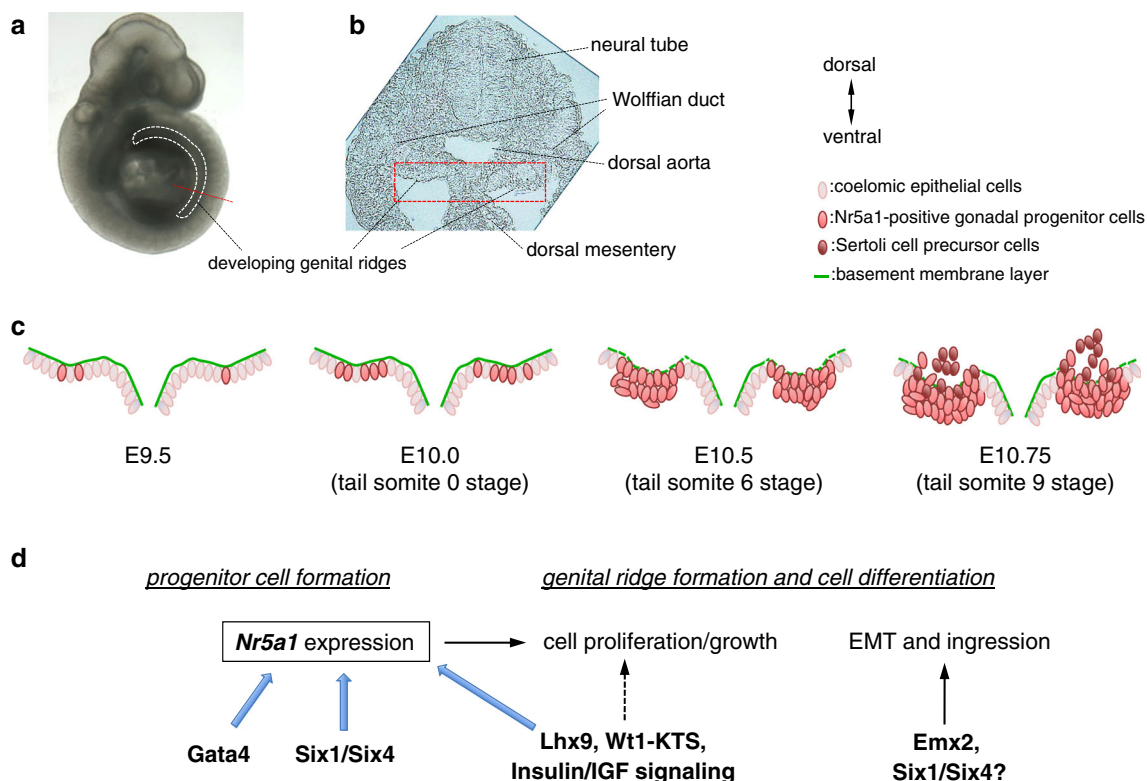 a
b
neural tube
Wolffian duct
dorsal aorta
dorsal mesentery
developing genital ridges
dorsal
ventral
:coelomic epithelial cells
:Nr5a1-positive gonadal progenitor cells
:Sertoli cell precursor cells
:basement membrane layer
c
E9.5
E10.0
(tail somite 0 stage)
E10.5
(tail somite 6 stage)
E10.75
(tail somite 9 stage)
d
progenitor cell formation
genital ridge formation and cell differentiation
Nr5a1 expression
cell proliferation/growth
EMT and ingression
Gata4
Six1/Six4
Lhx9, Wt1-KTS,
Insulin/IGF signaling
Emx2,
Six1/Six4?